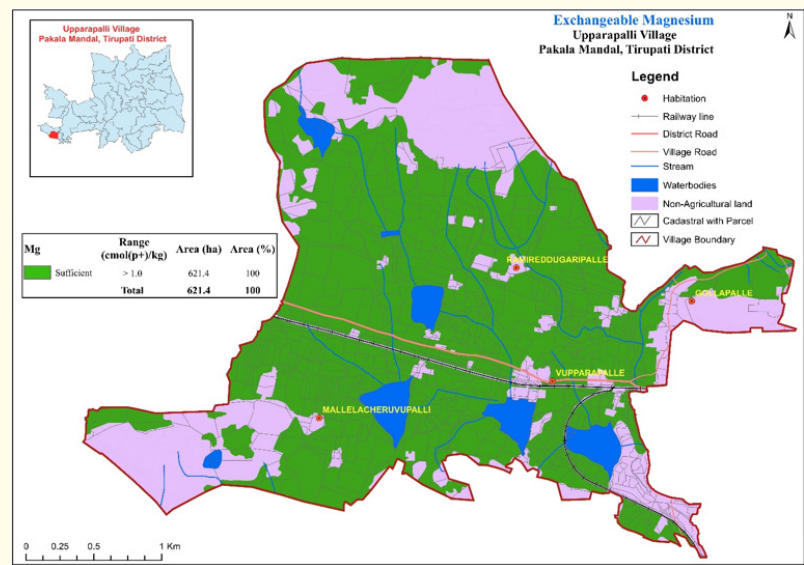 Upparapalli Village
Pakala Mandal, Tirupati District
Exchangeable Magnesium
Upparapalli Village
Pakala Mandal, Tirupati District
N
Legend
Habitation
Railway line
District Road
Village Road
Stream
Waterbodies
Non-Agricultural land
Cadastral with Parcel
Village Boundary
Mg Range (cmol(p+)/kg) Area (ha) Area (%)
Sufficient > 1.0 621.4 100
Total 621.4 100
RAMIREDDUGARIPALLE
GOLLAPALLE
VUPPARAPALLE
MALLELACHERUVUPALLI
0 0.25 0.5 1 Km